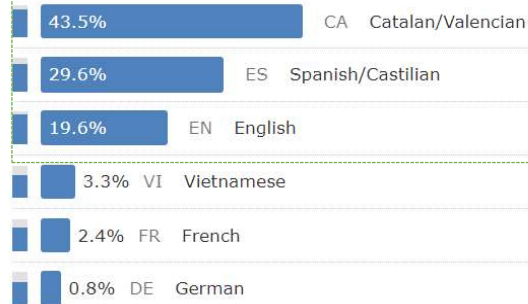 43.5% CA Catalan/Valencian
29.6% ES Spanish/Castilian
19.6% EN English
3.3% VI Vietnamese
2.4% FR French
0.8% DE German